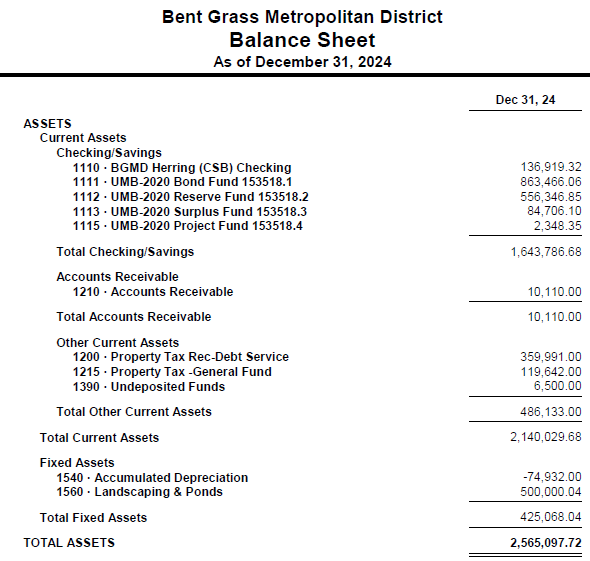 Bent Grass Metropolitan District
Balance Sheet
As of December 31, 2024
Dec 31, 24
ASSETS
Current Assets
Checking/Savings
1110 · BGMD Herring (CSB) Checking 136,919.32
1111 · UMB-2020 Bond Fund 153518.1 863,466.06
1112 · UMB-2020 Reserve Fund 153518.2 556,346.85
1113 · UMB-2020 Surplus Fund 153518.3 84,706.10
1115 · UMB-2020 Project Fund 153518.4 2,348.35
Total Checking/Savings 1,643,786.68
Accounts Receivable
1210 · Accounts Receivable 10,110.00
Total Accounts Receivable 10,110.00
Other Current Assets
1200 · Property Tax Rec-Debt Service 359,991.00
1215 · Property Tax -General Fund 119,642.00
1390 · Undeposited Funds 6,500.00
Total Other Current Assets 486,133.00
Total Current Assets 2,140,029.68
Fixed Assets
1540 · Accumulated Depreciation -74,932.00
1560 · Landscaping & Ponds 500,000.04
Total Fixed Assets 425,068.04
TOTAL ASSETS 2,565,097.72